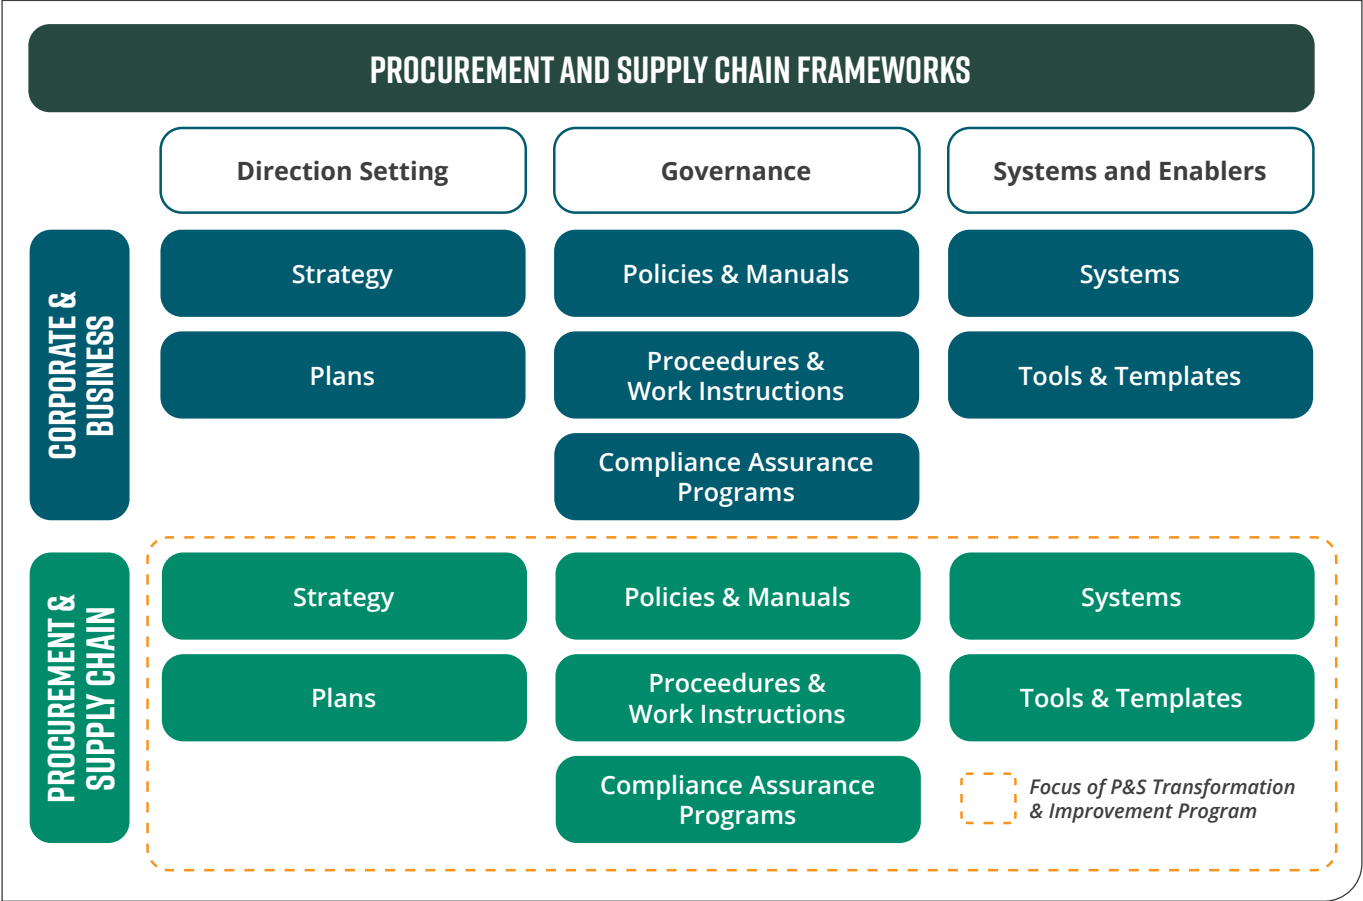 PROCUREMENT AND SUPPLY CHAIN FRAMEWORKS
Direction Setting
Governance
Systems and Enablers
CORPORATE &
BUSINESS
Strategy
Policies & Manuals
Systems
Plans
Proceedures &
Work Instructions
Tools & Templates
Compliance Assurance
Programs
PROCUREMENT &
SUPPLY CHAIN
Strategy
Policies & Manuals
Systems
Plans
Proceedures &
Work Instructions
Tools & Templates
Compliance Assurance
Programs
Focus of P&S Transformation
& Improvement Program